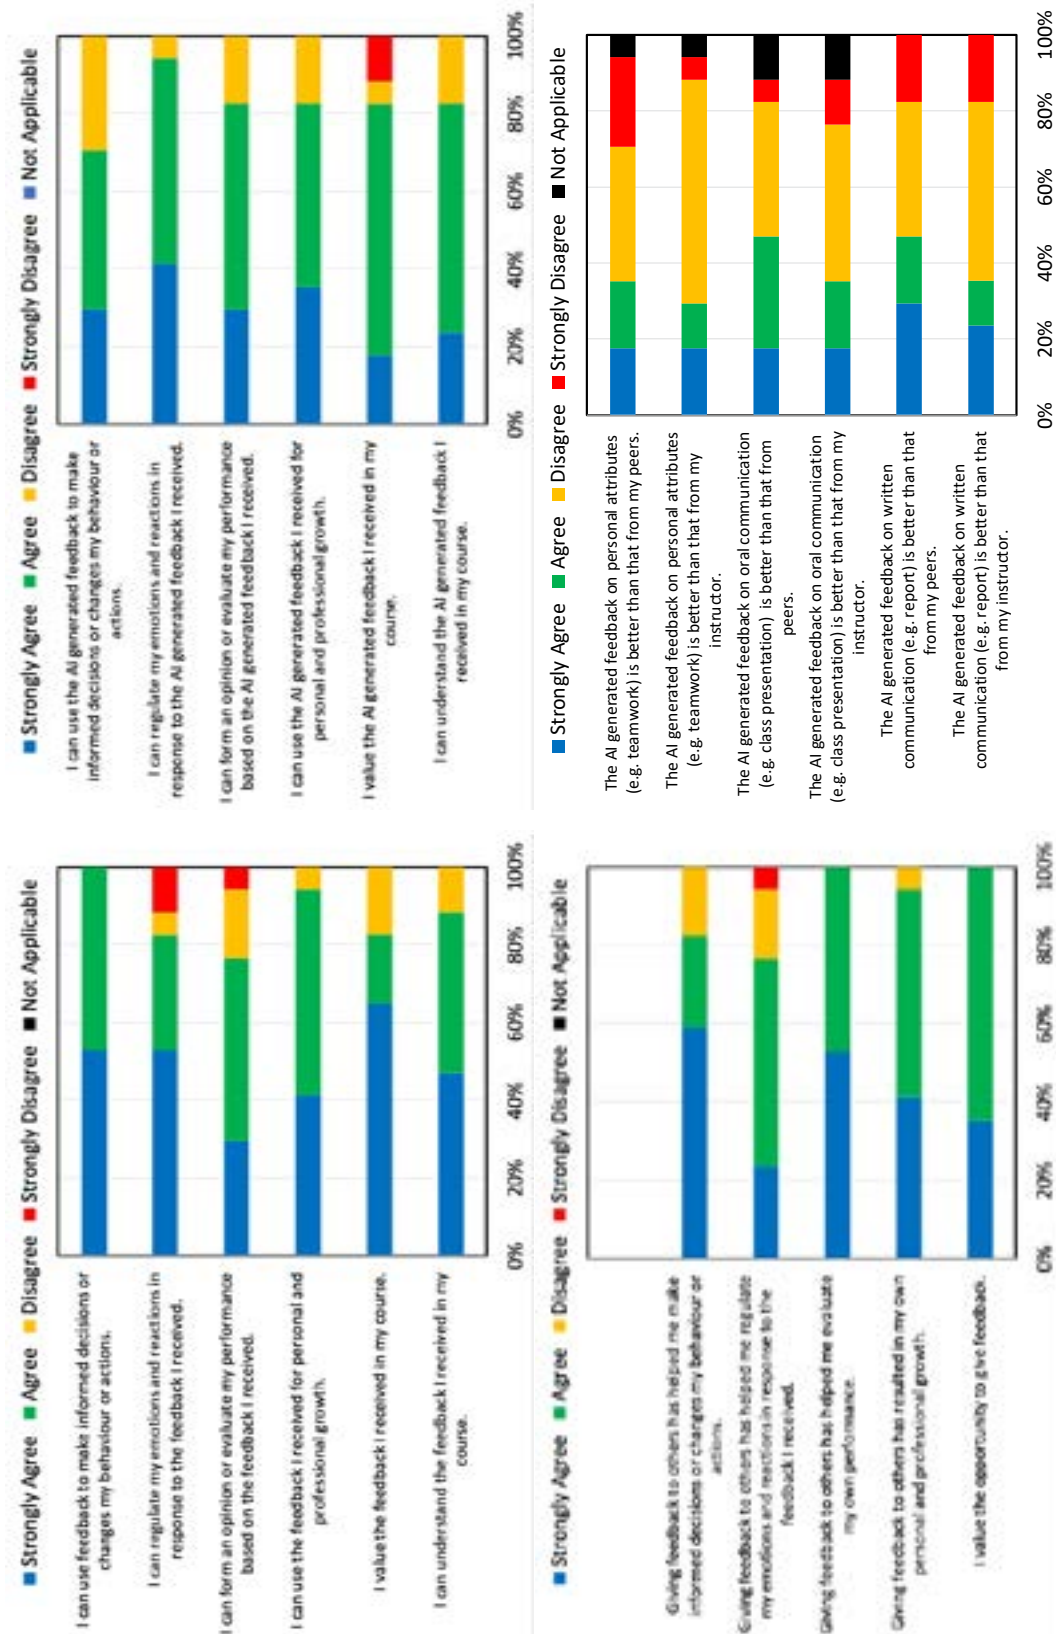 Strongly Agree Agree Disagree Strongly Disagree Not Applicable
I can use feedback to make informed decisions or
changes my behaviour or actions.
I can regulate my emotions and reactions in
response to the feedback I received.
I can form an opinion or evaluate my performance
based on the feedback I received.
I can use the feedback I received for personal and
professional growth.
I value the feedback I received in my course.
I can understand the feedback I received in my
course.
0% 20% 40% 60% 80% 100%
Strongly Agree Agree Disagree Strongly Disagree Not Applicable
I can use the AI generated feedback to make
informed decisions or changes my behaviour or
actions.
I can regulate my emotions and reactions in
response to the AI generated feedback I received.
I can form an opinion or evaluate my performance
based on the AI generated feedback I received.
I can use the AI generated feedback I received for
personal and professional growth.
I value the AI generated feedback I received in my
course.
I can understand the AI generated feedback I
received in my course.
0% 20% 40% 60% 80% 100%
Strongly Agree Agree Disagree Strongly Disagree Not Applicable
Giving feedback to others has helped me make
informed decisions or changes my behaviour or
actions.
Giving feedback to others has helped me regulate
my emotions and reactions in response to the
feedback I received.
Giving feedback to others has helped me evaluate
my own performance.
Giving feedback to others has resulted in my own
personal and professional growth.
I value the opportunity to give feedback.
0% 20% 40% 60% 80% 100%
Strongly Agree Agree Disagree Strongly Disagree Not Applicable
The AI generated feedback on personal attributes
(e.g. teamwork) is better than that from my peers.
The AI generated feedback on personal attributes
(e.g. teamwork) is better than that from my
instructor.
The AI generated feedback on oral communication
(e.g. class presentation) is better than that from
peers.
The AI generated feedback on oral communication
(e.g. class presentation) is better than that from my
instructor.
The AI generated feedback on written
communication (e.g. report) is better than that
from my peers.
The AI generated feedback on written
communication (e.g. report) is better than that
from my instructor.
0% 20% 40% 60% 80% 100%